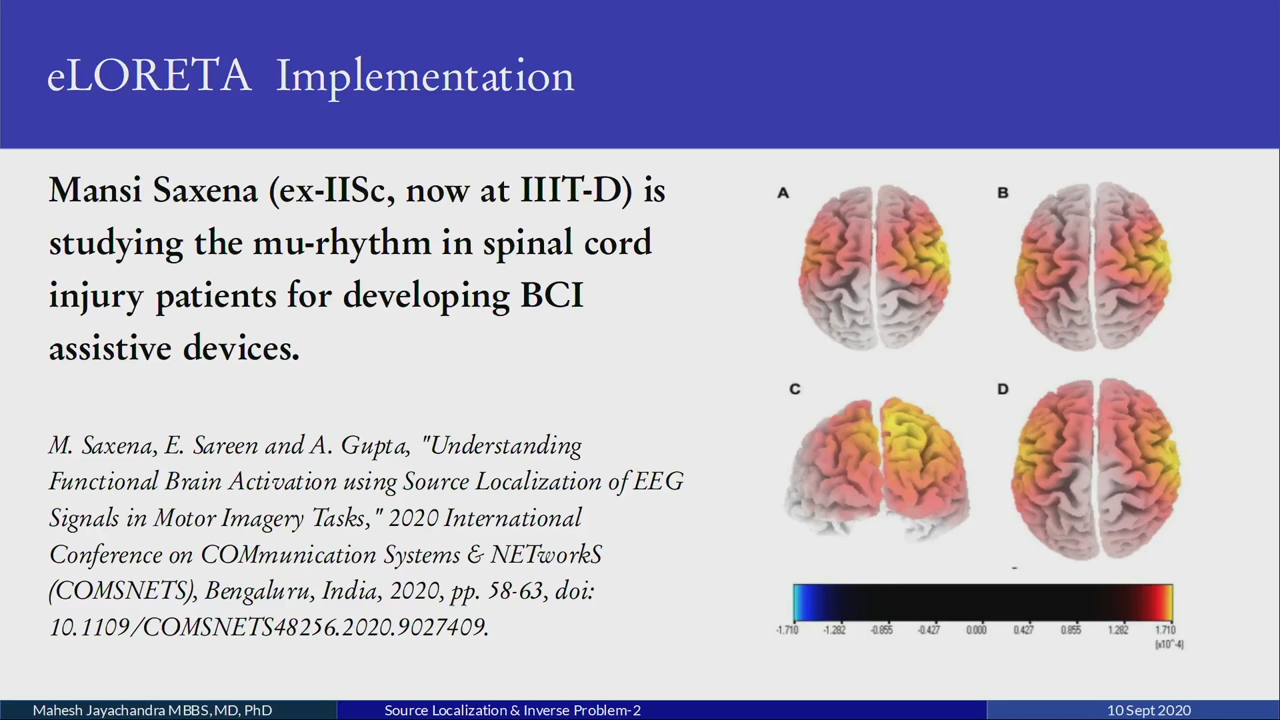 eLORETA Implementation
Mansi Saxena (ex-IISc, now at IIIT-D) is
studying the mu-rhythm in spinal cord
injury patients for developing BCI
assistive devices.
M. Saxena, E. Sareen and A. Gupta, "Understanding
Functional Brain Activation using Source Localization of EEG
Signals in Motor Imagery Tasks," 2020 International
Conference on COMmunication Systems & NETworkS
(COMSNETS), Bengaluru, India, 2020, pp. 58-63, doi:
10.1109/COMSNETS48256.2020.9027409.
A
B
C
D
-1.710 -1.282 -0.855 -0.427 0.000 0.427 0.855 1.282 1.710
[x10^-4)
Mahesh Jayachandra MBBS, MD, PhD
Source Localization & Inverse Problem-2
10 Sept 2020